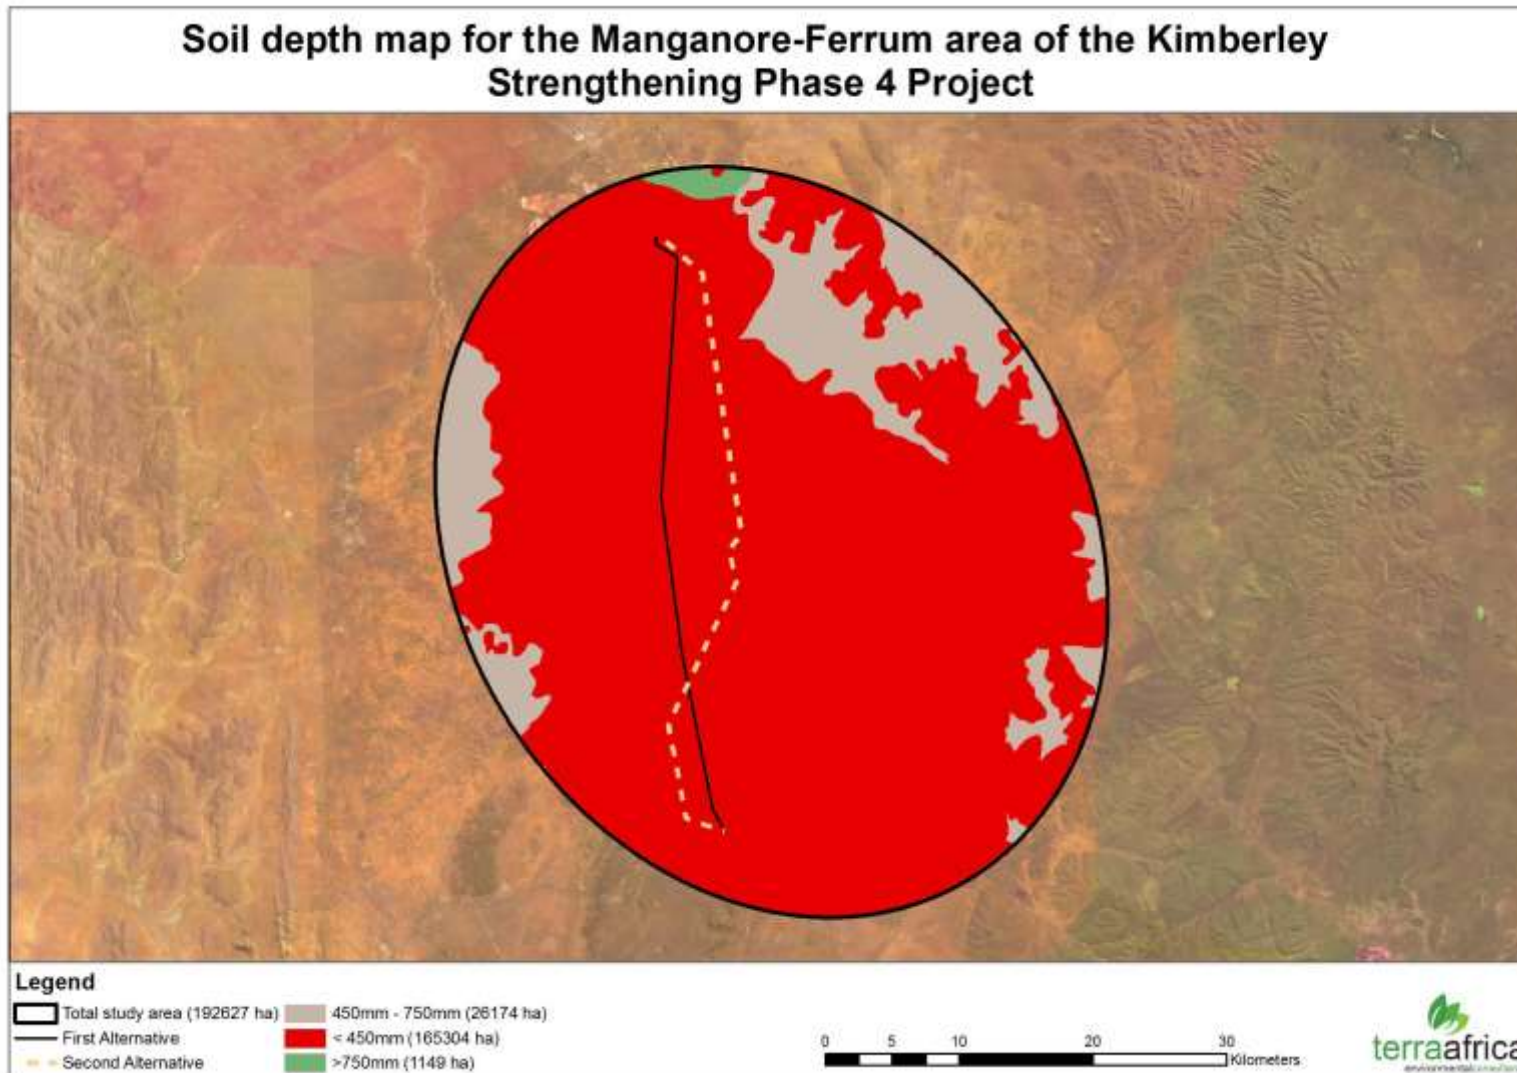 Soil depth map for the Manganore-Ferrum area of the Kimberley
Strengthening Phase 4 Project
Legend
Total study area (192627 ha)
First Alternative
Second Alternative
450mm - 750mm (26174 ha)
< 450mm (165304 ha)
>750mm (1149 ha)
0 5 10 20 30
Kilometers
terraafrica